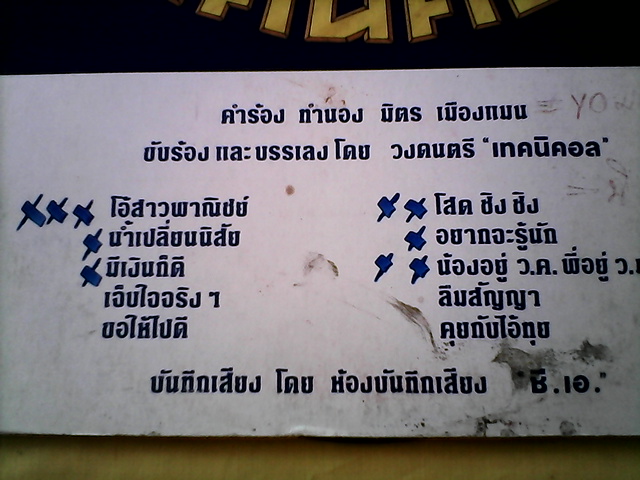 คำร้อง ทำนอง มิตร เมืองแมน
ขับร้อง และบรรเลงโดย วงดนตรี "เทคนิคอล"
โอ้สาวพาณิชย์
น้ำเปลี่ยนนิสัย
มีเงินก็ดี
เจ็บใจจริง ๆ
ขอให้ไปดี
โสด ซิง ซิง
อยากจะรู้นัก
น้องอยู่ ว.ค. พี่อยู่
ลืมสัญญา
คุยกับไอ้ทุย
บันทึกเสียง โดย ห้องบันทึกเสียง "ซี.เอ."